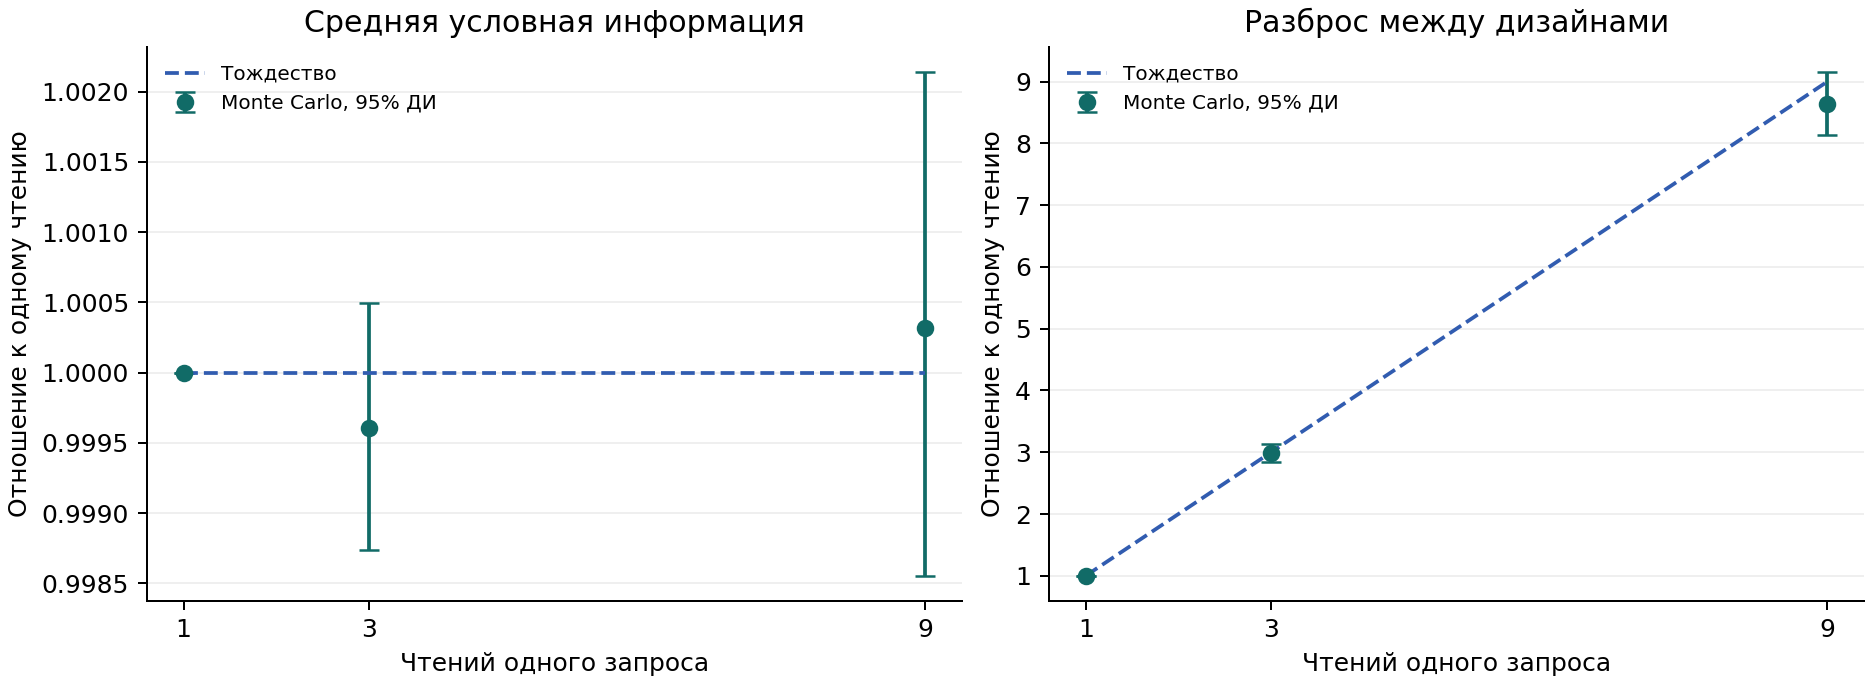 Средняя условная информация
Отношение к одному чтению
1.0020
1.0015
1.0010
1.0005
1.0000
0.9995
0.9990
0.9985
Тождество
Monte Carlo, 95% ДИ
1 3 9
Чтений одного запроса
Разброс между дизайнами
Отношение к одному чтению
9
8
7
6
5
4
3
2
1
Тождество
Monte Carlo, 95% ДИ
1 3 9
Чтений одного запроса